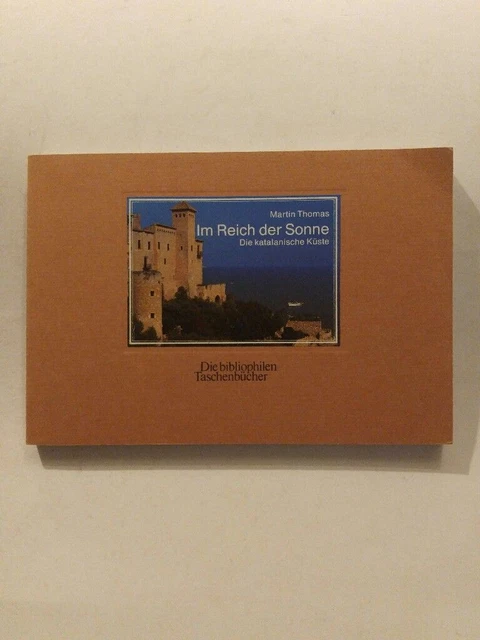 Martin Thomas
Im Reich der Sonne
Die katalanische Küste
Die bibliophilen
Taschenbücher